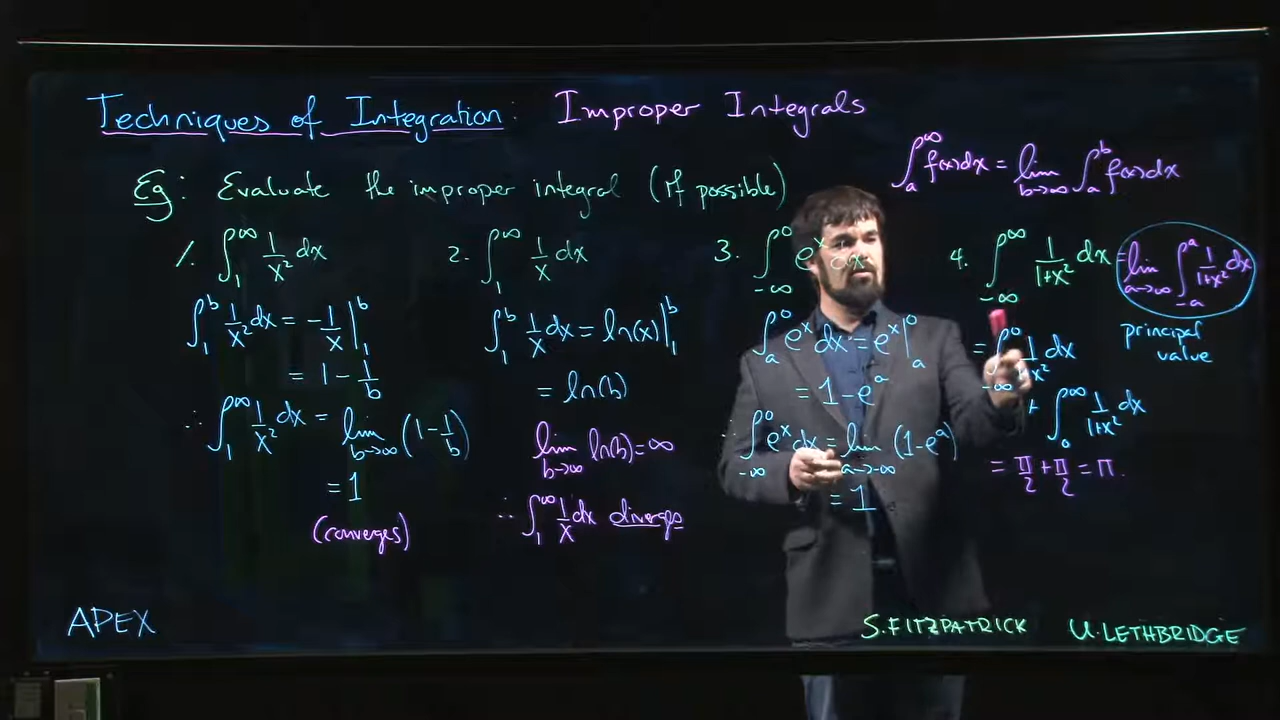 Techniques of Integration: Improper Integrals
∫_a^∞ f(x)dx = lim_{b→∞} ∫_a^b f(x)dx
Eg: Evaluate the improper integral (if possible)
1. ∫_1^∞ 1/x² dx
∫_1^b 1/x² dx = -1/x |_1^b
= 1 - 1/b
∴ ∫_1^∞ 1/x² dx = lim_{b→∞} (1 - 1/b)
= 1
(converges)
2. ∫_1^∞ 1/x dx
∫_1^b 1/x dx = ln(x) |_1^b
= ln(b)
lim_{b→∞} ln(b) = ∞
∴ ∫_1^∞ 1/x dx diverges
3. ∫_{-∞}^0 e^x dx
∫_a^0 e^x dx = e^x |_a^0
= 1 - e^a
∴ ∫_{-∞}^0 e^x dx = lim_{a→-∞} (1 - e^a)
= 1
4. ∫_{-∞}^∞ 1/(1+x²) dx = lim_{a→∞} ∫_{-a}^a 1/(1+x²) dx
principal
value
= ∫_{-∞}^0 1/(1+x²) dx
+ ∫_0^∞ 1/(1+x²) dx
= π/2 + π/2 = π.
APEX
S. FITZPATRICK U. LETHBRIDGE